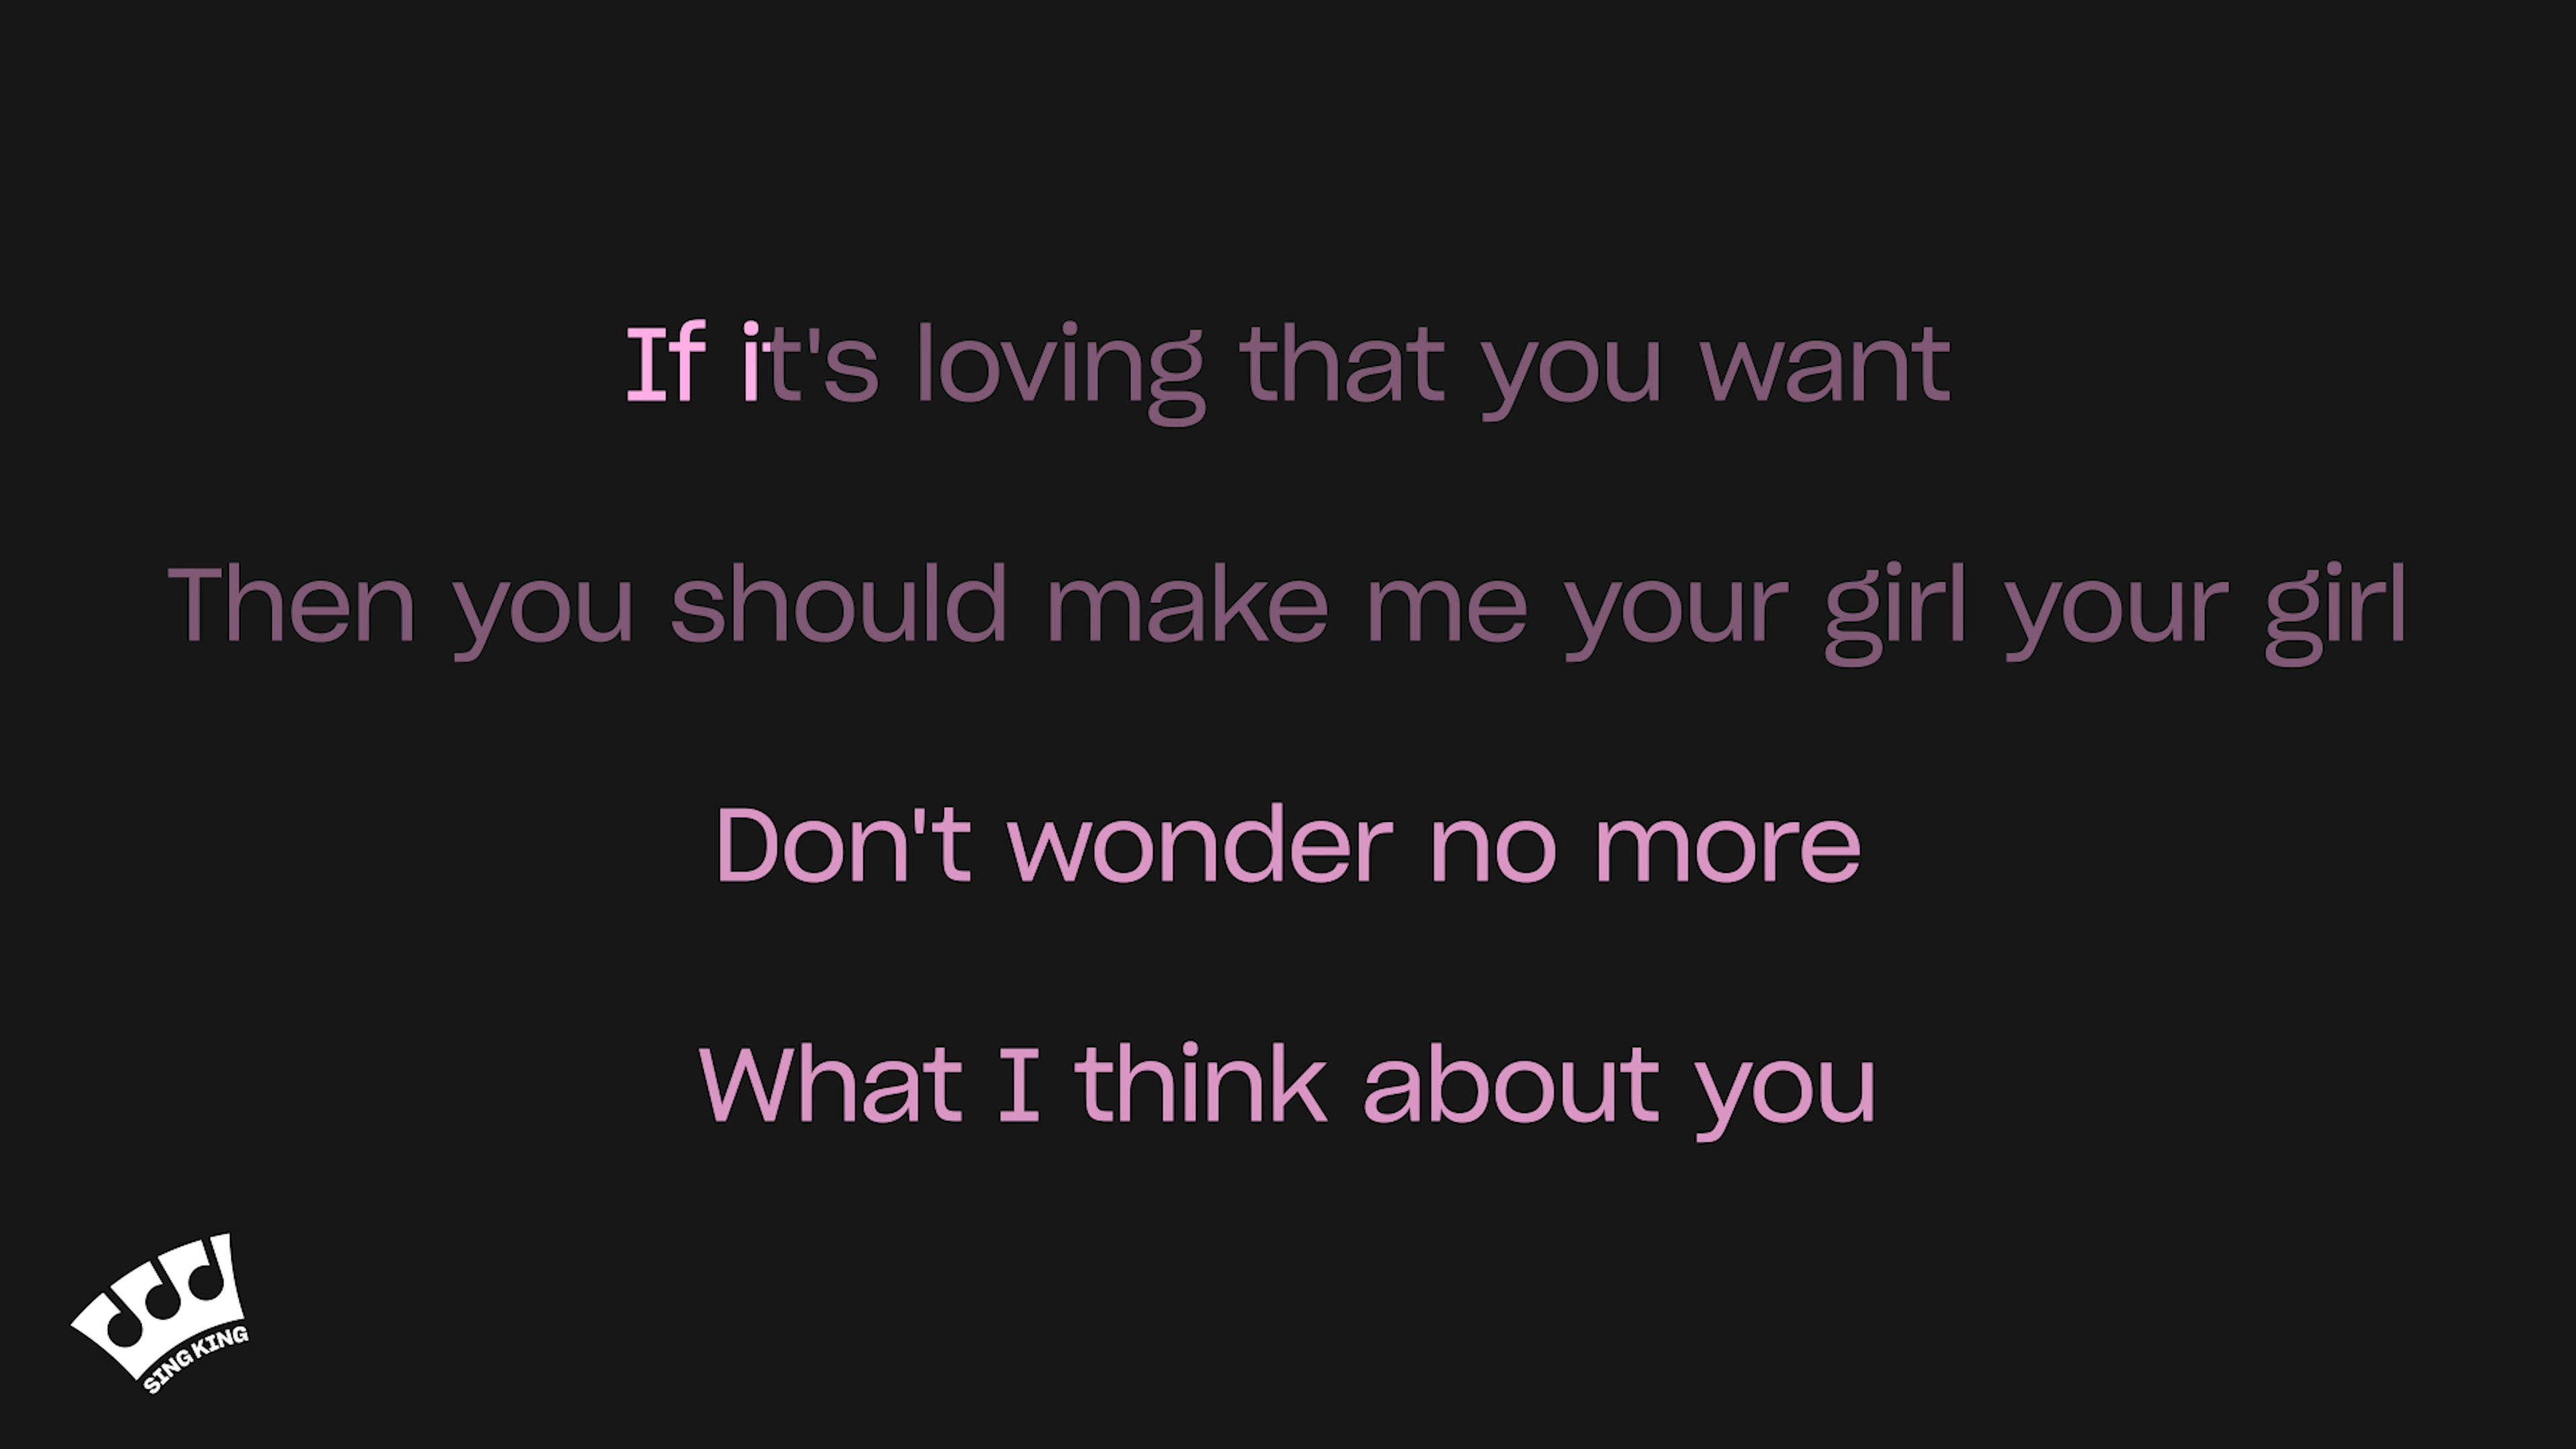 If it's loving that you want
Then you should make me your girl your girl
Don't wonder no more
What I think about you
SING KING